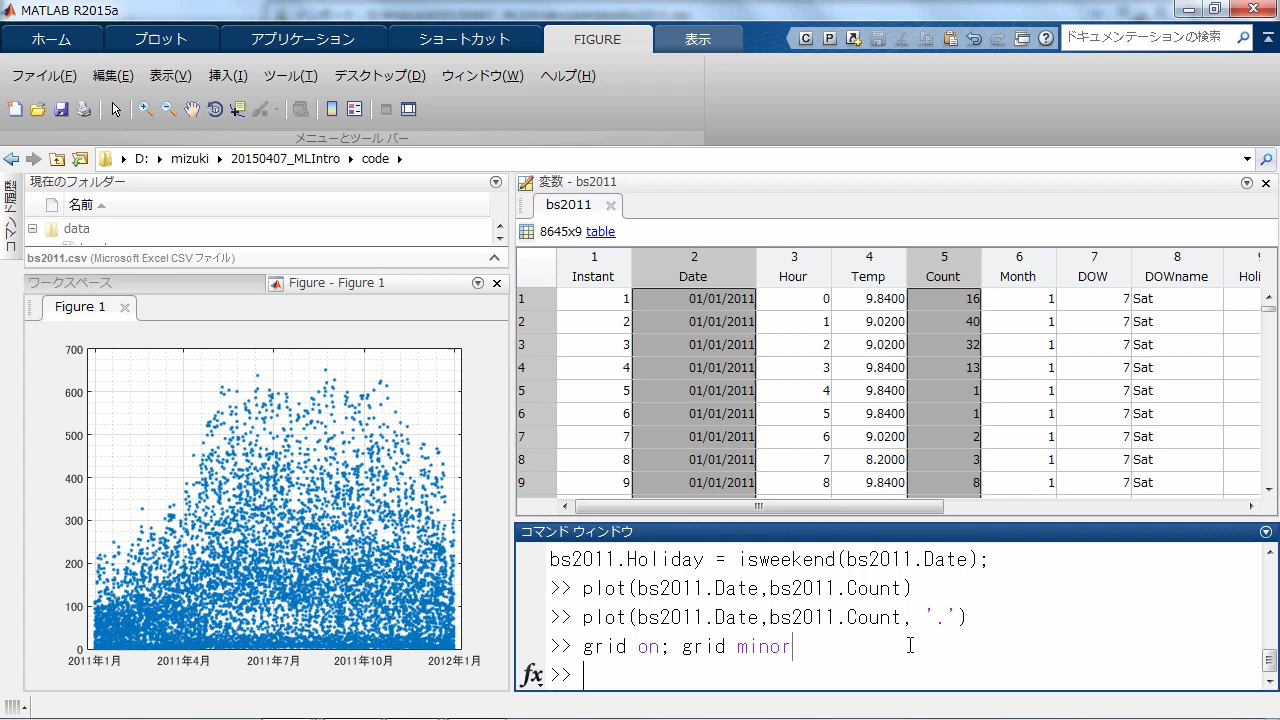 MATLAB R2015a
ホーム プロット アプリケーション ショートカット FIGURE 表示
ドキュメンテーションの検索
ファイル(F) 編集(E) 表示(V) 挿入(I) ツール(T) デスクトップ(D) ウィンドウ(W) ヘルプ(H)
メニューとツール バー
D: mizuki 20150407_MLIntro code
コマンド履歴
現在のフォルダー
名前
data
bs2011.csv (Microsoft Excel CSV ファイル)
ワークスペース
Figure - Figure 1
Figure 1
700
600
500
400
300
200
100
0
2011年1月 2011年4月 2011年7月 2011年10月 2012年1月
変数 - bs2011
bs2011
8645x9 table
1 2 3 4 5 6 7 8 9
Instant Date Hour Temp Count Month DOW DOWname Holi
1 1 01/01/2011 0 9.8400 16 1 7 Sat
2 2 01/01/2011 1 9.0200 40 1 7 Sat
3 3 01/01/2011 2 9.0200 32 1 7 Sat
4 4 01/01/2011 3 9.8400 13 1 7 Sat
5 5 01/01/2011 4 9.8400 1 1 7 Sat
6 6 01/01/2011 5 9.8400 1 1 7 Sat
7 7 01/01/2011 6 9.0200 2 1 7 Sat
8 8 01/01/2011 7 8.2000 3 1 7 Sat
9 9 01/01/2011 8 9.8400 8 1 7 Sat
コマンド ウィンドウ
bs2011.Holiday = isweekend(bs2011.Date);
>> plot(bs2011.Date,bs2011.Count)
>> plot(bs2011.Date,bs2011.Count, '.')
>> grid on; grid minor
fx >>